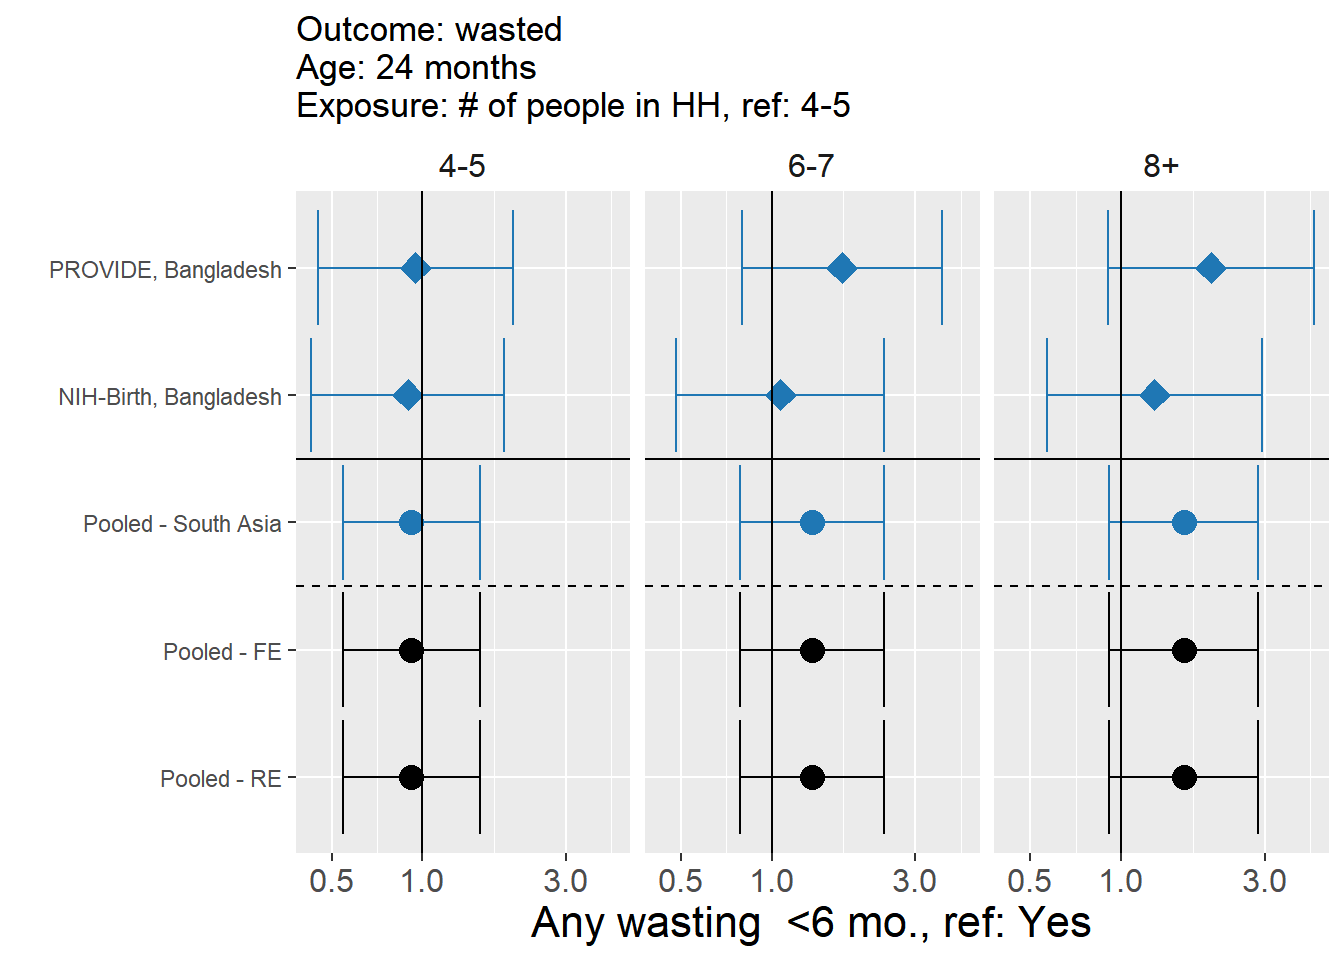 Outcome: wasted
Age: 24 months
Exposure: # of people in HH, ref: 4-5
4-5 6-7 8+
PROVIDE, Bangladesh
NIH-Birth, Bangladesh
Pooled - South Asia
Pooled - FE
Pooled - RE
0.5 1.0 3.0 0.5 1.0 3.0 0.5 1.0 3.0
Any wasting  <6 mo., ref: Yes